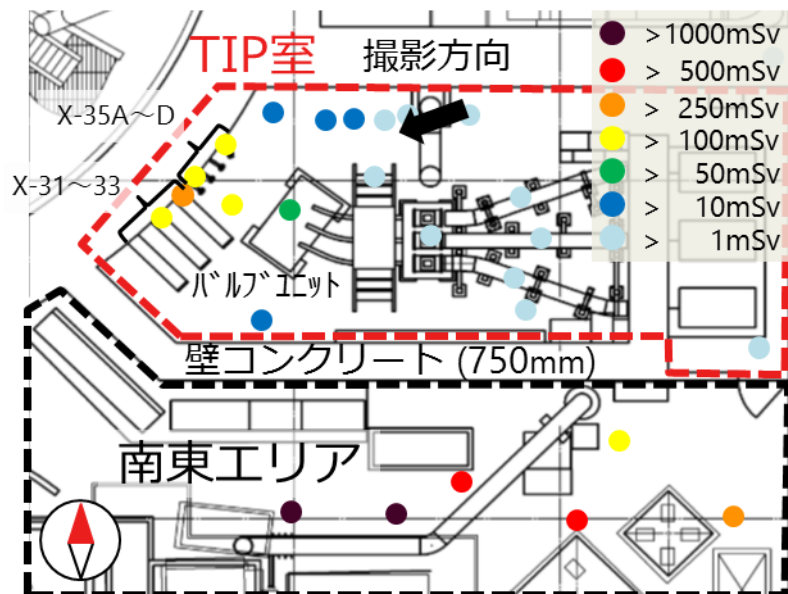 TIP室
撮影方向
>1000mSv
> 500mSv
> 250mSv
> 100mSv
> 50mSv
> 10mSv
> 1mSv
X-35A～D
X-31～33
ﾊﾞﾙﾌﾞﾕﾆｯﾄ
壁コンクリート (750mm)
南東エリア